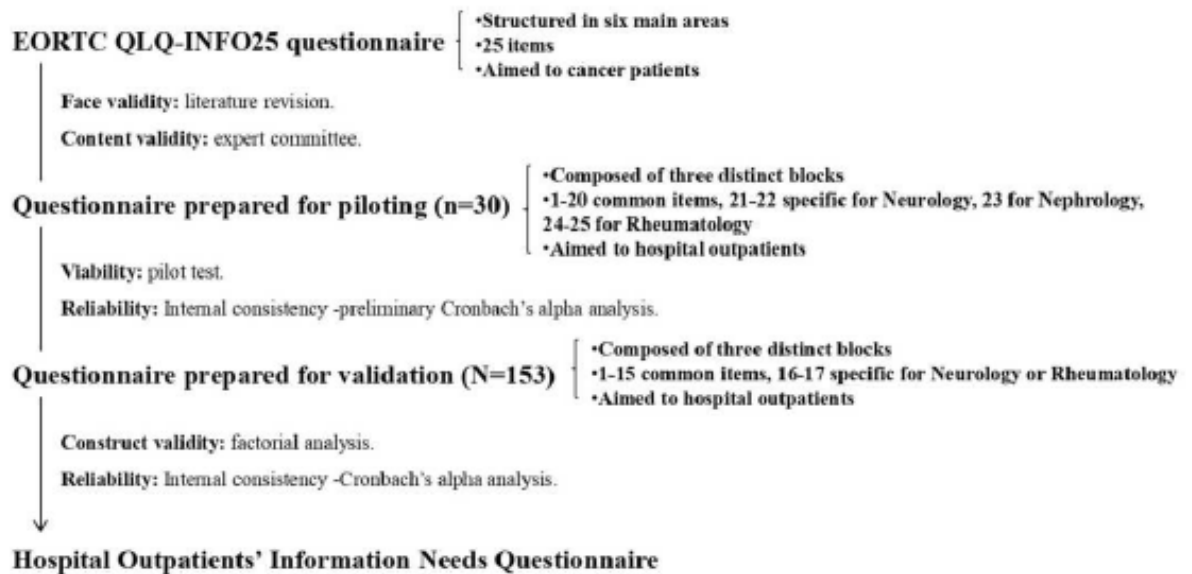 •Structured in six main areas
EORTC QLQ-INFO25 questionnaire
•25 items
•Aimed to cancer patients
Face validity: literature revision.
Content validity: expert committee.
•Composed of three distinct blocks
Questionnaire prepared for piloting (n=30)
•1-20 common items, 21-22 specific for Neurology, 23 for Nephrology,
24-25 for Rheumatology
•Aimed to hospital outpatients
Viability: pilot test.
Reliability: Internal consistency -preliminary Cronbach's alpha analysis.
•Composed of three distinct blocks
Questionnaire prepared for validation (N=153)
•1-15 common items, 16-17 specific for Neurology or Rheumatology
•Aimed to hospital outpatients
Construct validity: factorial analysis.
Reliability: Internal consistency -Cronbach's alpha analysis.
Hospital Outpatients' Information Needs Questionnaire